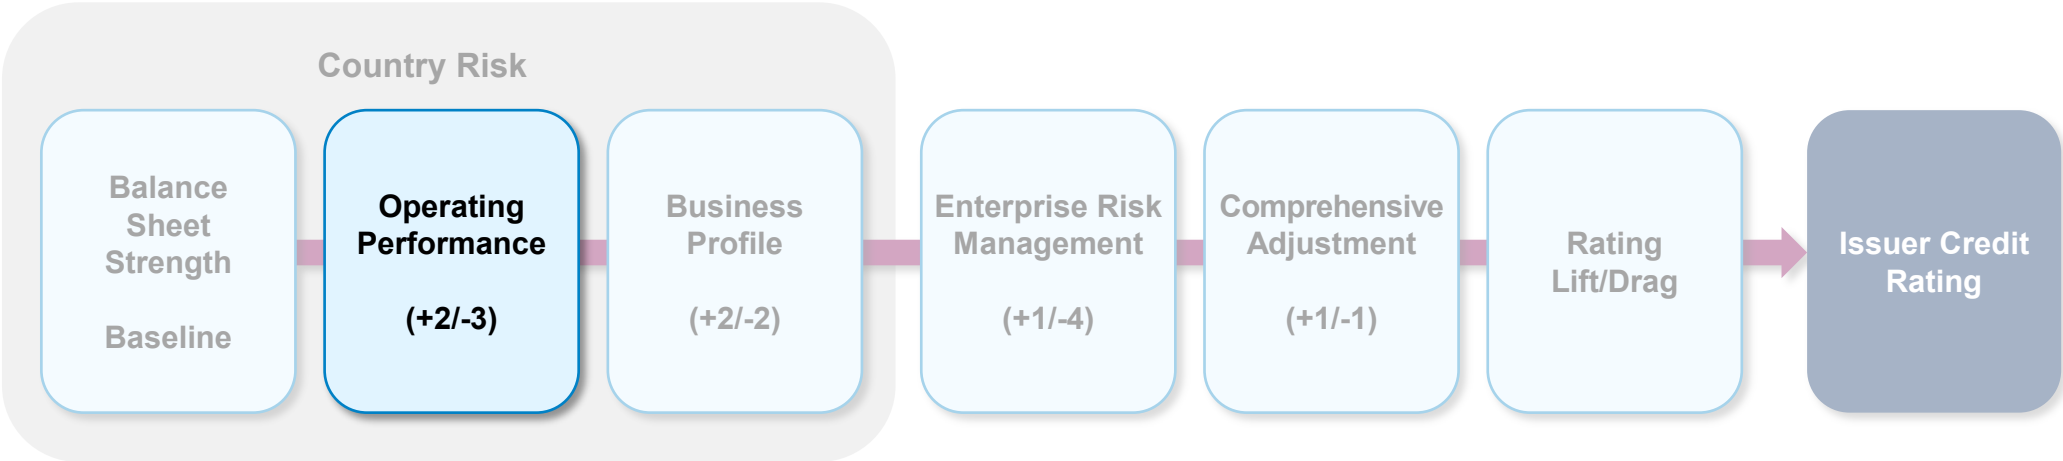 Country Risk
Balance
Sheet
Strength
Baseline
Operating
Performance
(+2/-3)
Business
Profile
(+2/-2)
Enterprise Risk
Management
(+1/-4)
Comprehensive
Adjustment
(+1/-1)
Rating
Lift/Drag
Issuer Credit
Rating